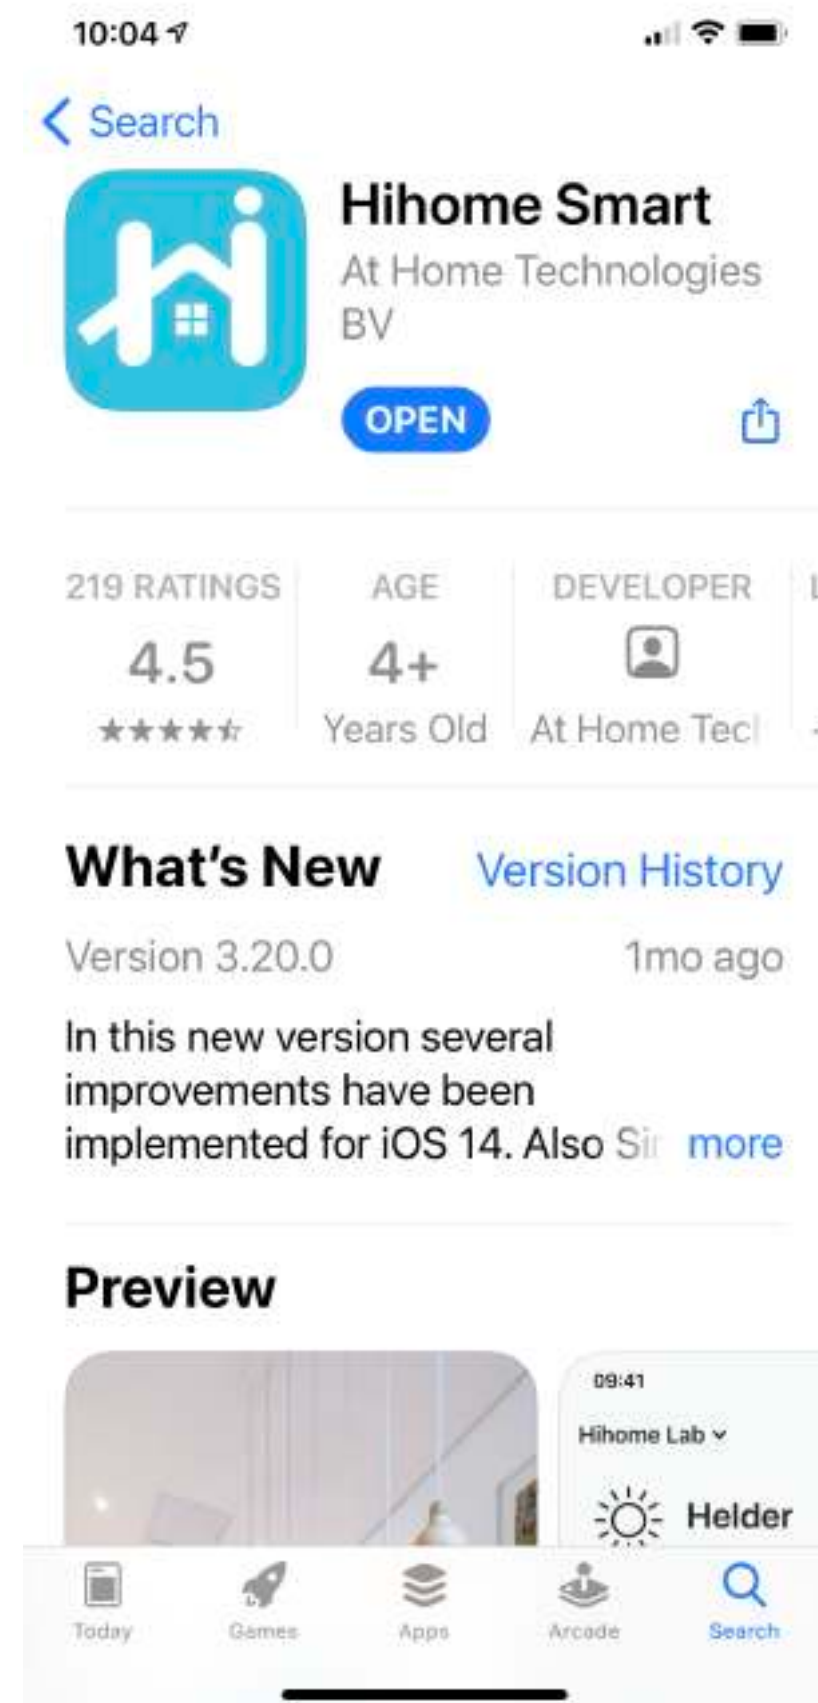 10:04
Search
Hihome Smart
At Home Technologies
BV
OPEN
219 RATINGS
AGE
DEVELOPER
4.5
4+
Years Old
At Home Tec
What's New
Version History
Version 3.20.0
1mo ago
In this new version several
improvements have been
implemented for iOS 14. Also Sir
more
Preview
09:41
Hihome Lab
Helder
Today
Games
Apps
Arcade
Search